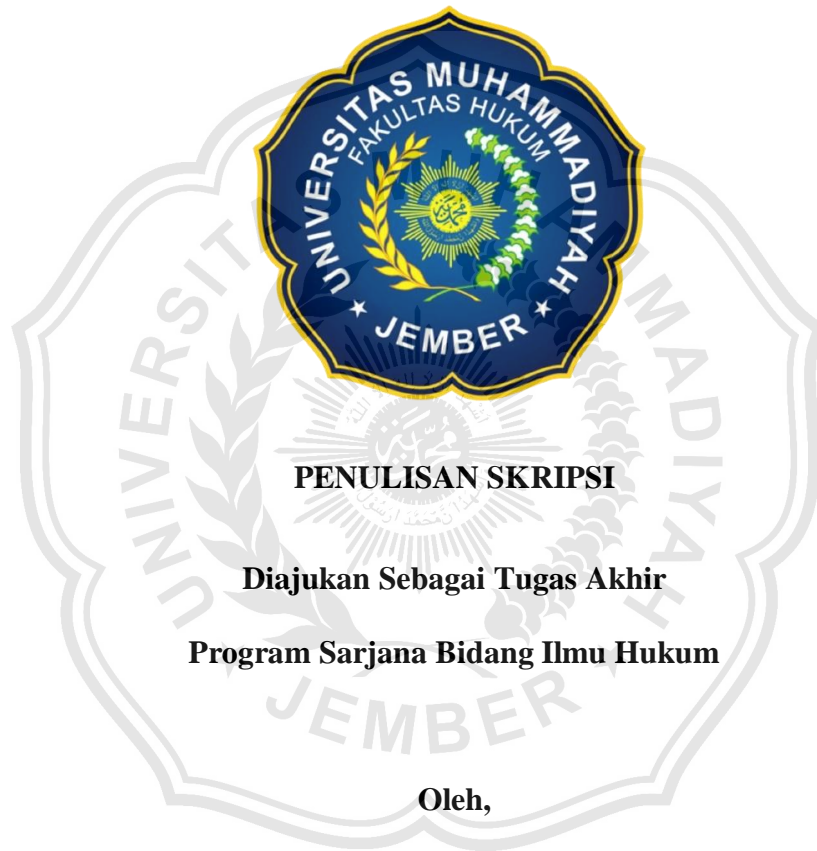 UNIVERSITAS MUHAMMADIYAH
FAKULTAS HUKUM
JEMBER
PENULISAN SKRIPSI
Diajukan Sebagai Tugas Akhir
Program Sarjana Bidang Ilmu Hukum
Oleh,